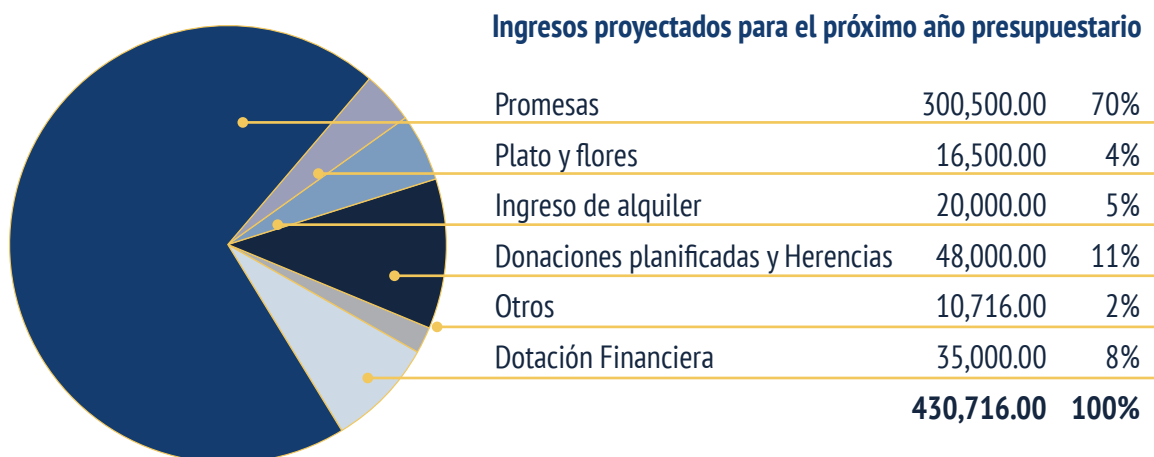 Ingresos proyectados para el próximo año presupuestario
Promesas 300,500.00 70%
Plato y flores 16,500.00 4%
Ingreso de alquiler 20,000.00 5%
Donaciones planificadas y Herencias 48,000.00 11%
Otros 10,716.00 2%
Dotación Financiera 35,000.00 8%
430,716.00 100%